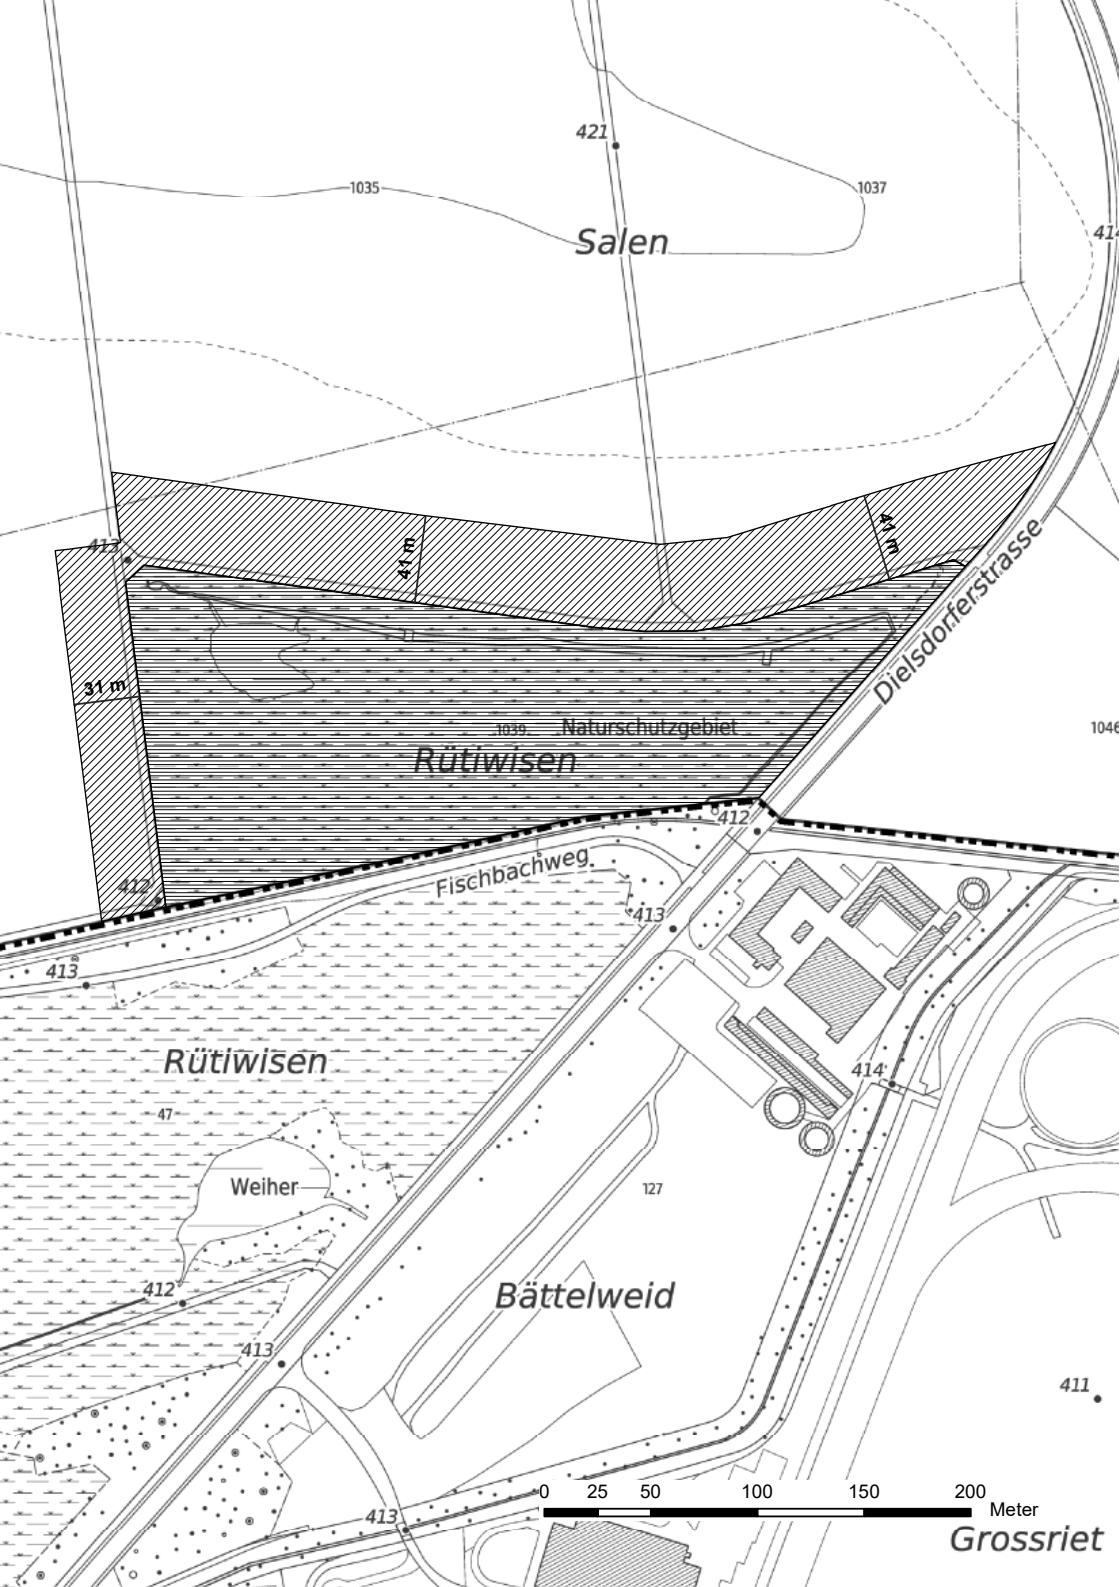 421
1035
1037
Salen
414
413
41 m
41 m
Dielsdorferstrasse
31 m
1039
Naturschutzgebiet
1046
Rütiwisen
412
Fischbachweg
412
413
413
Rütiwisen
414
47
Weiher
127
412
Bättelweid
413
411
0 25 50 100 150 200
Meter
413
Grossriet